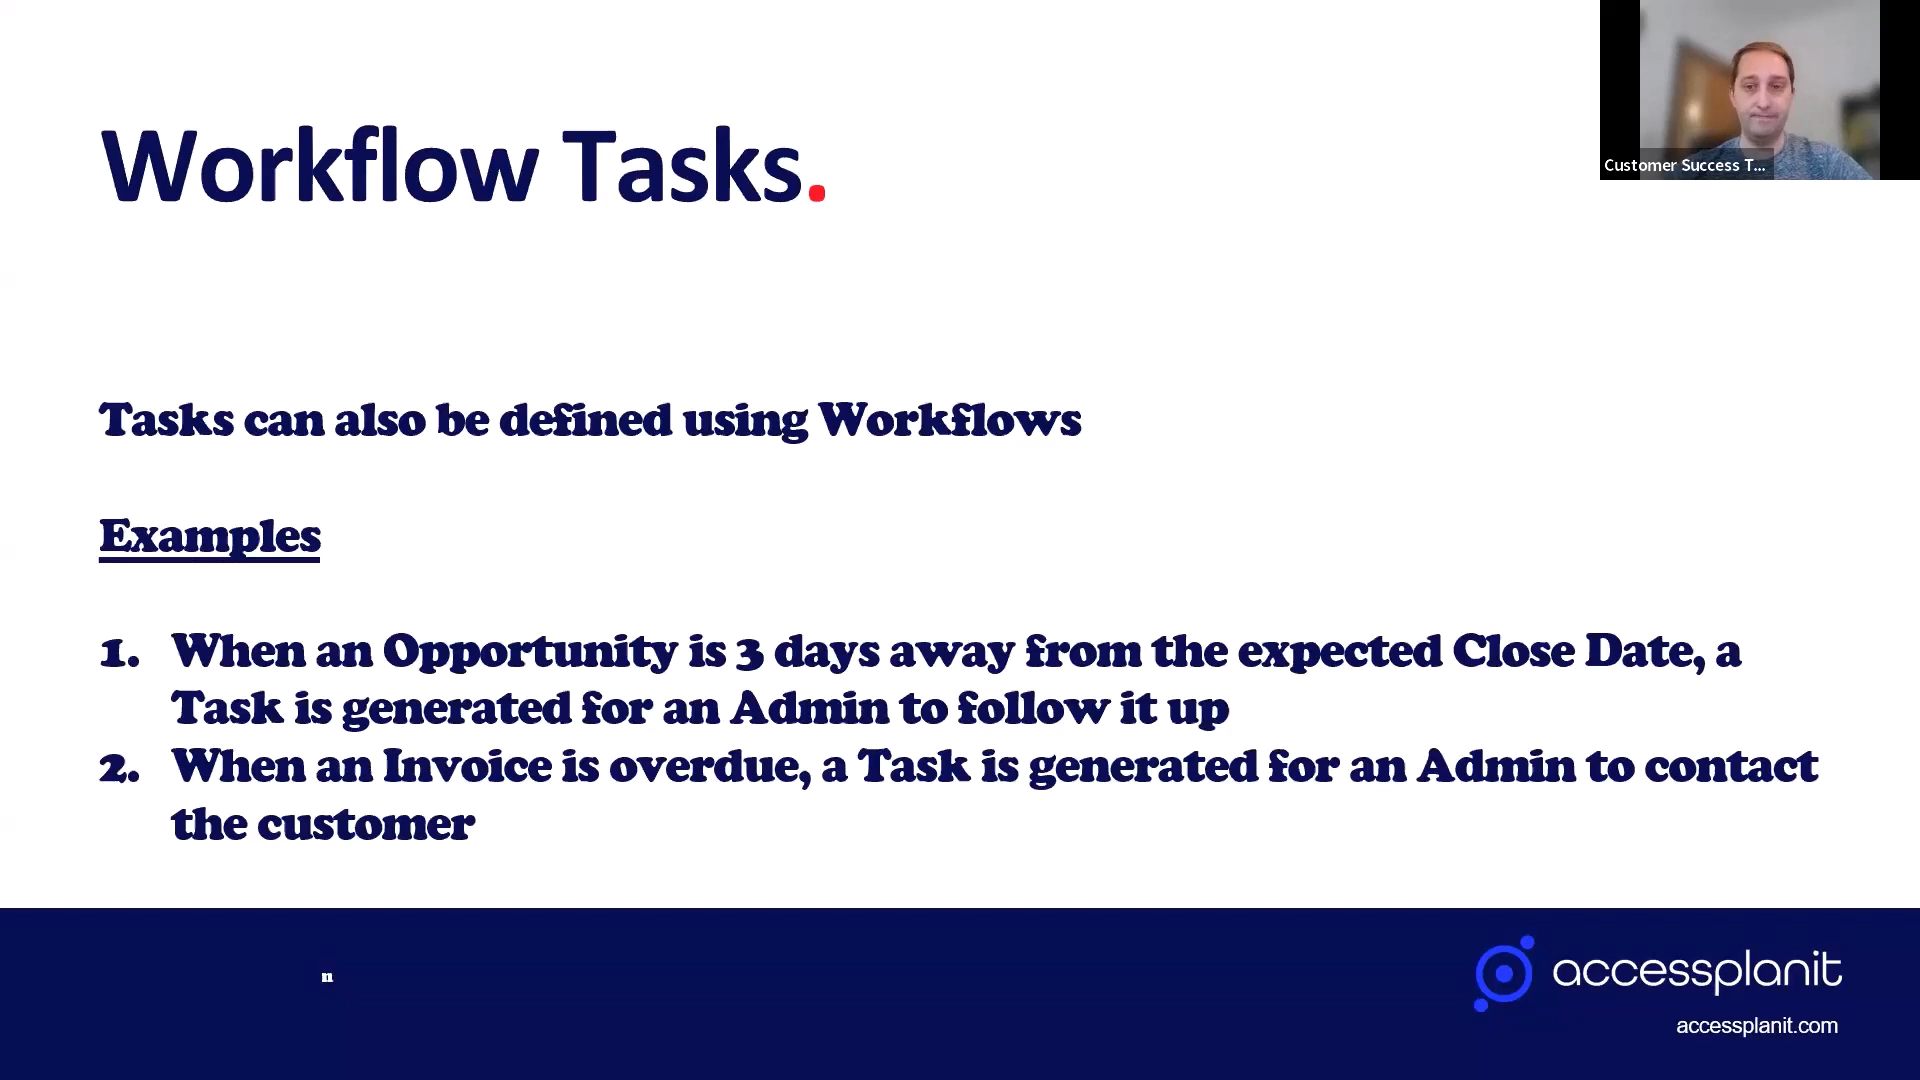 Workflow Tasks.
Customer Success T...
Tasks can also be defined using Workflows
Examples
1. When an Opportunity is 3 days away from the expected Close Date, a
Task is generated for an Admin to follow it up
2. When an Invoice is overdue, a Task is generated for an Admin to contact
the customer
n
accessplanit
accessplanit.com